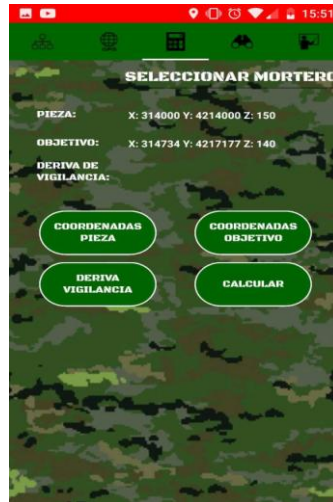 15:51
SELECCIONAR MORTERO
PIEZA: X: 314000 Y: 4214000 Z: 150
OBJETIVO: X: 314734 Y: 4217177 Z: 140
DERIVA DE
VIGILANCIA:
COORDENADAS
PIEZA
COORDENADAS
OBJETIVO
DERIVA
VIGILANCIA
CALCULAR